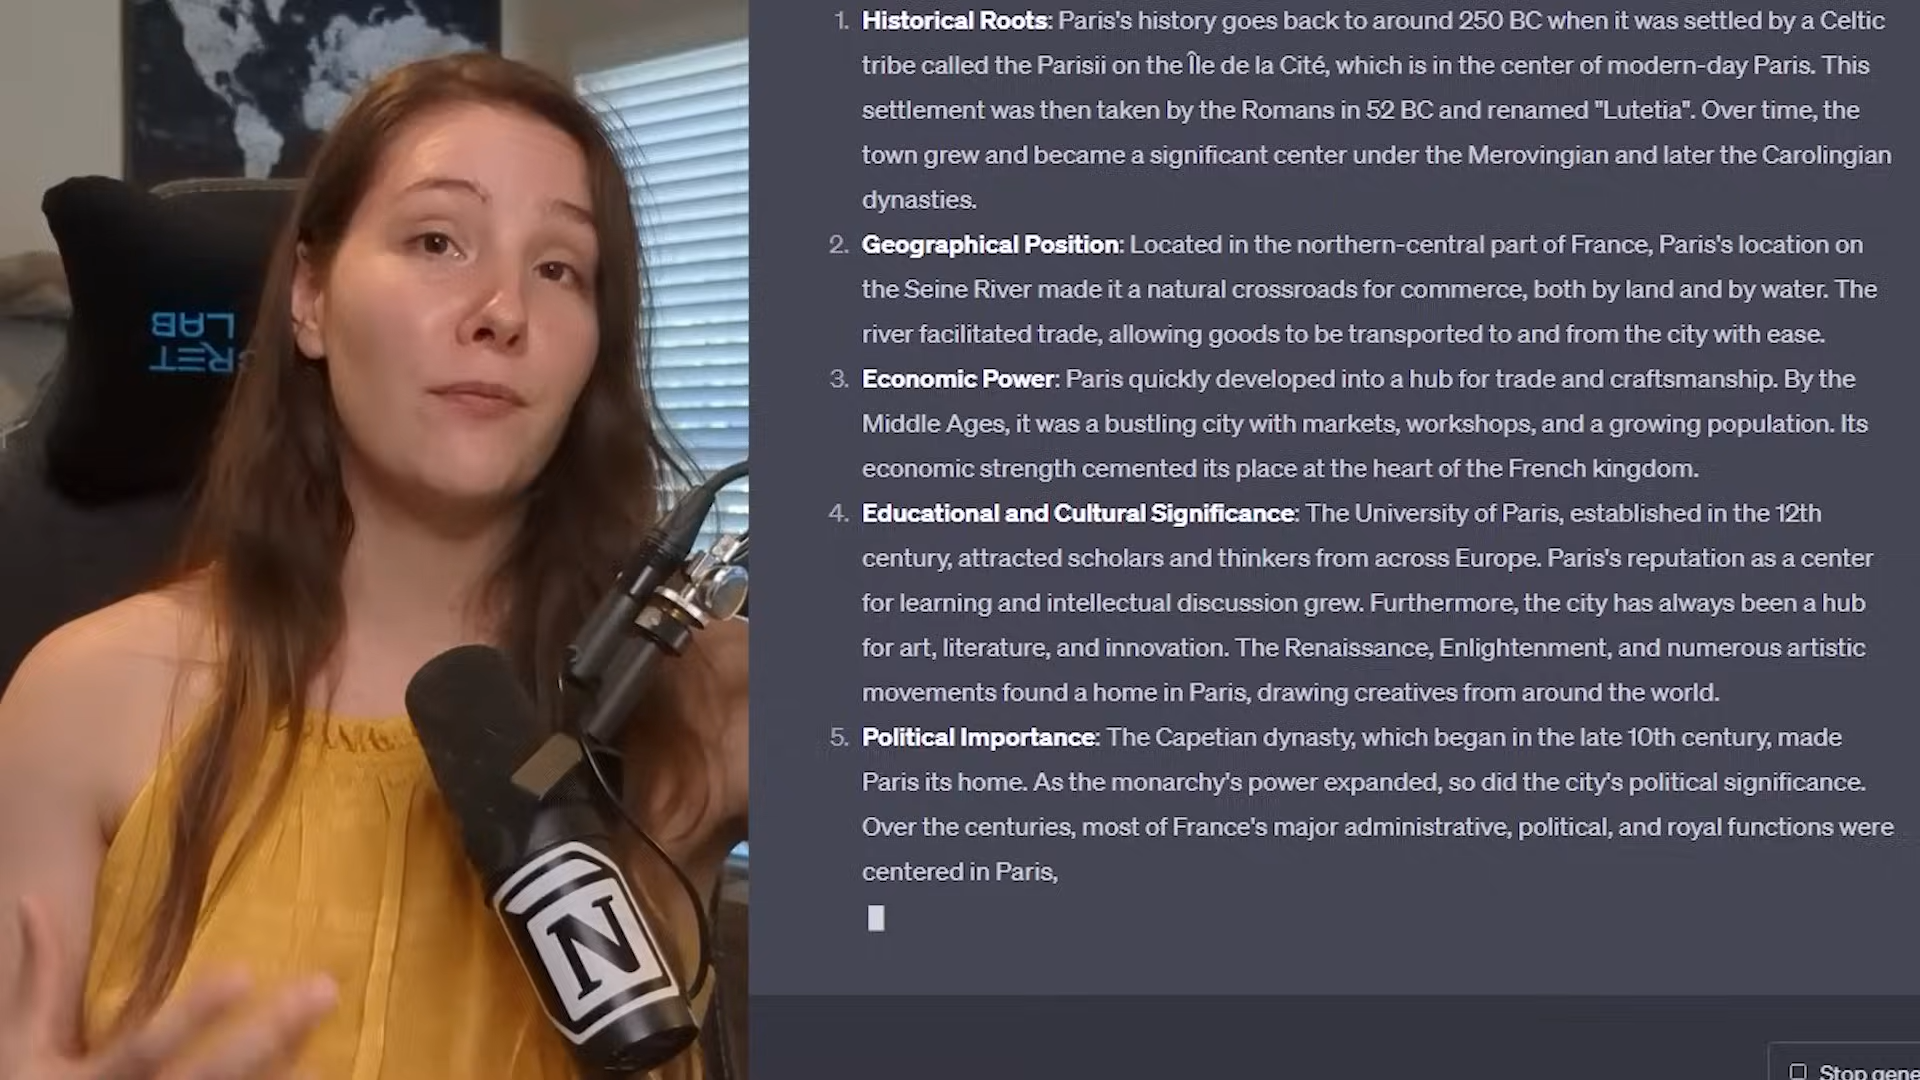 1. Historical Roots: Paris's history goes back to around 250 BC when it was settled by a Celtic
tribe called the Parisii on the Île de la Cité, which is in the center of modern-day Paris. This
settlement was then taken by the Romans in 52 BC and renamed "Lutetia". Over time, the
town grew and became a significant center under the Merovingian and later the Carolingian
dynasties.
2. Geographical Position: Located in the northern-central part of France, Paris's location on
the Seine River made it a natural crossroads for commerce, both by land and by water. The
river facilitated trade, allowing goods to be transported to and from the city with ease.
3. Economic Power: Paris quickly developed into a hub for trade and craftsmanship. By the
Middle Ages, it was a bustling city with markets, workshops, and a growing population. Its
economic strength cemented its place at the heart of the French kingdom.
4. Educational and Cultural Significance: The University of Paris, established in the 12th
century, attracted scholars and thinkers from across Europe. Paris's reputation as a center
for learning and intellectual discussion grew. Furthermore, the city has always been a hub
for art, literature, and innovation. The Renaissance, Enlightenment, and numerous artistic
movements found a home in Paris, drawing creatives from around the world.
5. Political Importance: The Capetian dynasty, which began in the late 10th century, made
Paris its home. As the monarchy's power expanded, so did the city's political significance.
Over the centuries, most of France's major administrative, political, and royal functions were
centered in Paris,
Stop gene
LAB
CRET
N